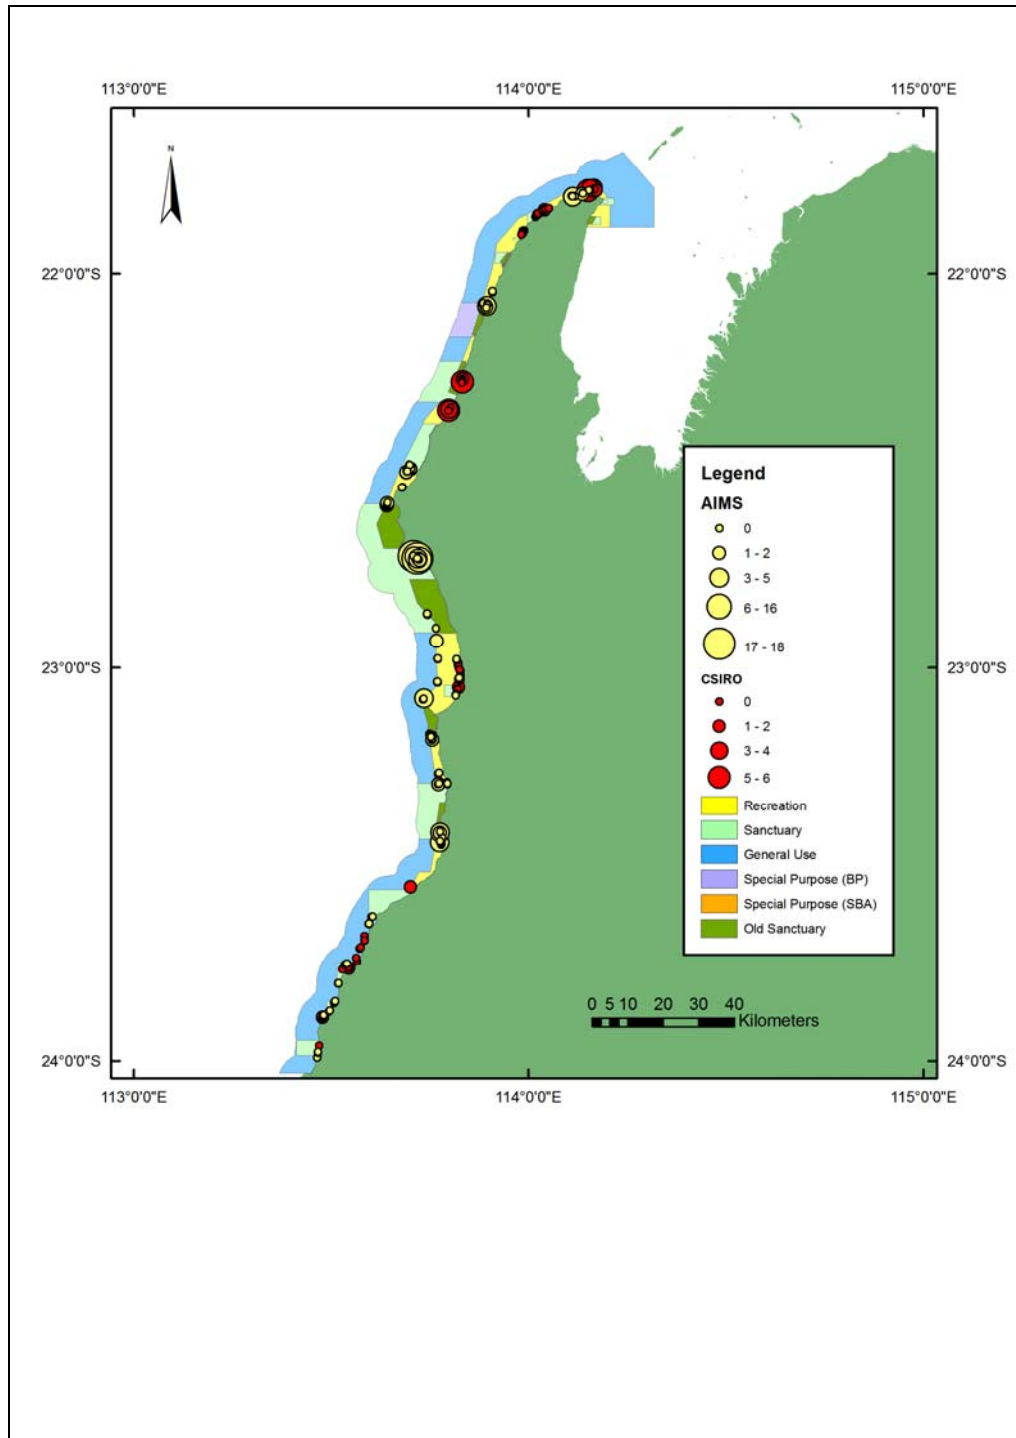 113°0'0"E 114°0'0"E 115°0'0"E
N
22°0'0"S 22°0'0"S
Legend
AIMS
0
1 - 2
3 - 5
6 - 16
17 - 18
23°0'0"S 23°0'0"S
CSIRO
0
1 - 2
3 - 4
5 - 6
Recreation
Sanctuary
General Use
Special Purpose (BP)
Special Purpose (SBA)
Old Sanctuary
0 5 10 20 30 40
Kilometers
24°0'0"S 24°0'0"S
113°0'0"E 114°0'0"E 115°0'0"E